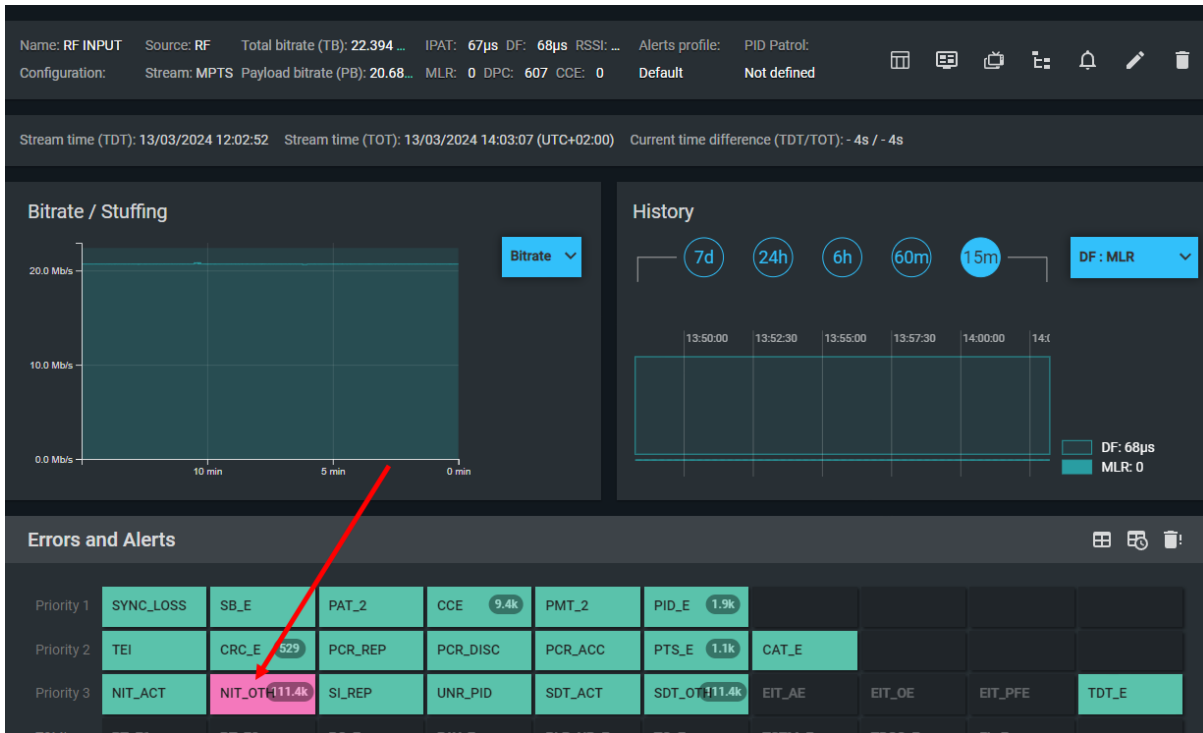 Name: RF INPUT Source: RF Total bitrate (TB): 22.394 ... IPAT: 67μs DF: 68μs RSSI: ... Alerts profile: PID Patrol:
Configuration: Stream: MPTS Payload bitrate (PB): 20.68... MLR: 0 DPC: 607 CCE: 0 Default Not defined
Stream time (TDT): 13/03/2024 12:02:52 Stream time (TOT): 13/03/2024 14:03:07 (UTC+02:00) Current time difference (TDT/TOT): - 4s / - 4s
Bitrate / Stuffing
Bitrate
20.0 Mb/s
10.0 Mb/s
0.0 Mb/s
10 min 5 min 0 min
History
7d 24h 6h 60m 15m DF : MLR
13:50:00 13:52:30 13:55:00 13:57:30 14:00:00 14:0
DF: 68μs
MLR: 0
Errors and Alerts
Priority 1 SYNC_LOSS SB_E PAT_2 CCE 9.4k PMT_2 PID_E 1.9k
Priority 2 TEI CRC_E 529 PCR_REP PCR_DISC PCR_ACC PTS_E 1.1k CAT_E
Priority 3 NIT_ACT NIT_OTH 111.4k SI_REP UNR_PID SDT_ACT SDT_OTH 111.4k EIT_AE EIT_OE EIT_PFE TDT_E